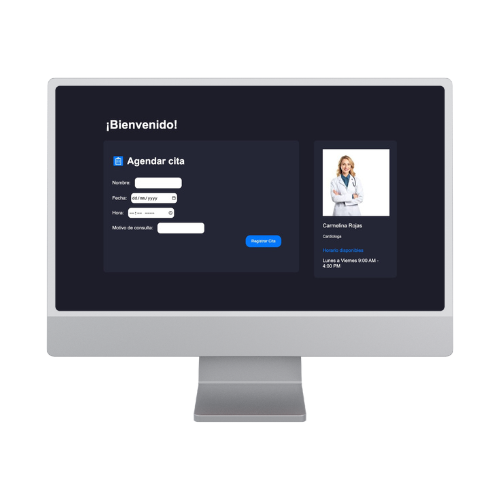 ¡Bienvenido!
Agendar cita
Nombre:
Fecha: dd/mm/yyyy
Hora: --:-- ----
Motivo de consulta:
Registrar Cita
Carmelina Rojas
Cardióloga
Horario disponible:
Lunes a Viernes 9:00 AM -
4:00 PM